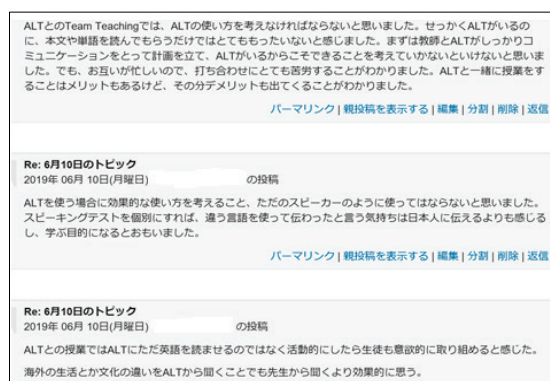 ALTとのTeam Teachingでは、ALTの使い方を考えなければならないと思いました。せっかくALTがいるの
に、本文や単語を読んでもらうだけではとてももったいないと感じました。まずは教師とALTがしっかりコ
ミュニケーションをとって計画を立て、ALTがいるからこそできることを考えていかないといけないと思いま
した。でも、お互いが忙しいので、打ち合わせにとても苦労することがわかりました。ALTと一緒に授業をす
ることはメリットもあるけど、その分デメリットも出てくることがわかりました。
パーマリンク | 親投稿を表示する | 編集 | 分割 | 削除 | 返信
Re: 6月10日のトピック
2019年 06月 10日(月曜日) の投稿
ALTを使う場合に効果的な使い方を考えること、ただのスピーカーのように使ってはならないと思いました。
スピーキングテストを個別にすれば、違う言語を使って伝わったと言う気持ちは日本人に伝えるよりも感じる
し、学ぶ目的になるとおもいました。
パーマリンク | 親投稿を表示する | 編集 | 分割 | 削除 | 返信
Re: 6月10日のトピック
2019年 06月 10日(月曜日) の投稿
ALTとの授業ではALTにただ英語を読ませるのではなく活動的にしたら生徒も意欲的に取り組めると感じた。
海外の生活とか文化の違いをALTから聞くことでも先生から聞くより効果的に思う。